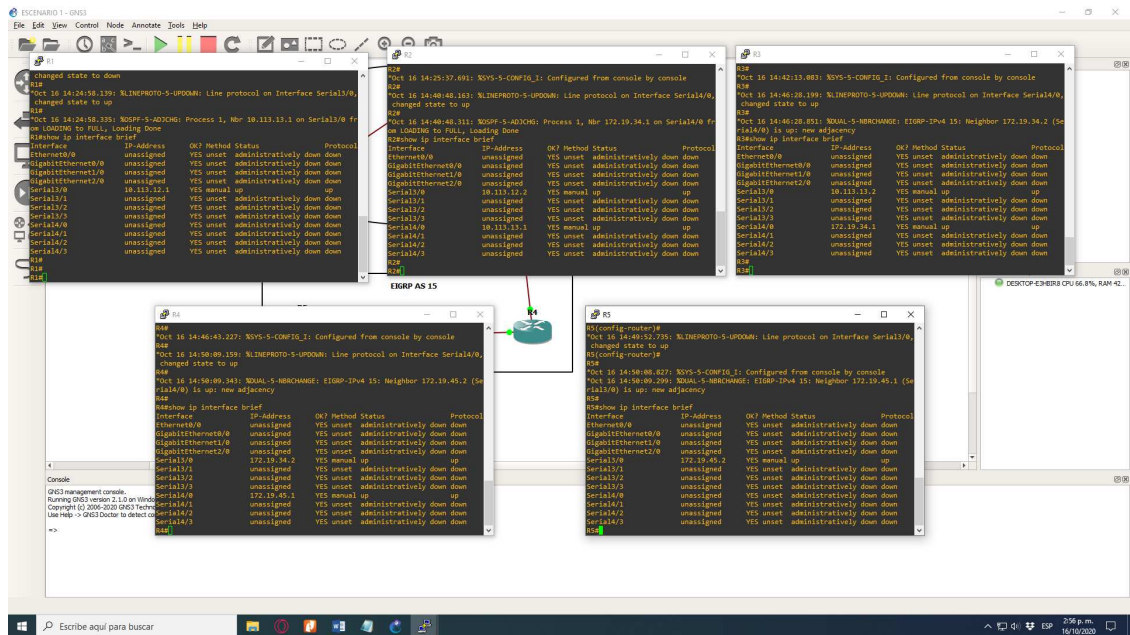 ESCENARIO 1 - GNS3
File Edit View Control Node Annotate Tools Help
R1
changed state to down
R1#
*Oct 16 14:24:58.139: %LINEPROTO-5-UPDOWN: Line protocol on Interface Serial3/0,
changed state to up
R1#
*Oct 16 14:24:58.335: %OSPF-5-ADJCHG: Process 1, Nbr 10.113.13.1 on Serial3/0 fr
om LOADING to FULL, Loading Done
R1#show ip interface brief
Interface IP-Address OK? Method Status Protocol
Ethernet0/0 unassigned YES unset administratively down down
GigabitEthernet0/0 unassigned YES unset administratively down down
GigabitEthernet1/0 unassigned YES unset administratively down down
GigabitEthernet2/0 unassigned YES unset administratively down down
Serial3/0 10.113.12.1 YES manual up up
Serial3/1 unassigned YES unset administratively down down
Serial3/2 unassigned YES unset administratively down down
Serial3/3 unassigned YES unset administratively down down
Serial4/0 unassigned YES unset administratively down down
Serial4/1 unassigned YES unset administratively down down
Serial4/2 unassigned YES unset administratively down down
Serial4/3 unassigned YES unset administratively down down
R1#
R1#
R1#
R2
R2#
*Oct 16 14:25:37.691: %SYS-5-CONFIG_I: Configured from console by console
R2#
*Oct 16 14:40:48.163: %LINEPROTO-5-UPDOWN: Line protocol on Interface Serial4/0,
changed state to up
R2#
*Oct 16 14:40:48.311: %OSPF-5-ADJCHG: Process 1, Nbr 172.19.34.1 on Serial4/0 fr
om LOADING to FULL, Loading Done
R2#show ip interface brief
Interface IP-Address OK? Method Status Protocol
Ethernet0/0 unassigned YES unset administratively down down
GigabitEthernet0/0 unassigned YES unset administratively down down
GigabitEthernet1/0 unassigned YES unset administratively down down
GigabitEthernet2/0 unassigned YES unset administratively down down
Serial3/0 10.113.12.2 YES manual up up
Serial3/1 unassigned YES unset administratively down down
Serial3/2 unassigned YES unset administratively down down
Serial3/3 unassigned YES unset administratively down down
Serial4/0 10.113.13.1 YES manual up up
Serial4/1 unassigned YES unset administratively down down
Serial4/2 unassigned YES unset administratively down down
Serial4/3 unassigned YES unset administratively down down
R2#
R2#
R3
R3#
*Oct 16 14:42:13.083: %SYS-5-CONFIG_I: Configured from console by console
R3#
*Oct 16 14:46:28.199: %LINEPROTO-5-UPDOWN: Line protocol on Interface Serial4/0,
changed state to up
R3#
*Oct 16 14:46:28.851: %DUAL-5-NBRCHANGE: EIGRP-IPv4 15: Neighbor 172.19.34.2 (Se
rial4/0) is up: new adjacency
R3#show ip interface brief
Interface IP-Address OK? Method Status Protocol
Ethernet0/0 unassigned YES unset administratively down down
GigabitEthernet0/0 unassigned YES unset administratively down down
GigabitEthernet1/0 unassigned YES unset administratively down down
GigabitEthernet2/0 unassigned YES unset administratively down down
Serial3/0 10.113.13.2 YES manual up up
Serial3/1 unassigned YES unset administratively down down
Serial3/2 unassigned YES unset administratively down down
Serial3/3 unassigned YES unset administratively down down
Serial4/0 172.19.34.1 YES manual up up
Serial4/1 unassigned YES unset administratively down down
Serial4/2 unassigned YES unset administratively down down
Serial4/3 unassigned YES unset administratively down down
R3#
R3#
EIGRP AS 15
DESKTOP-E3HBIR8 CPU 66.8%, RAM 42...
R4
R4
R4#
*Oct 16 14:46:43.227: %SYS-5-CONFIG_I: Configured from console by console
R4#
*Oct 16 14:50:09.159: %LINEPROTO-5-UPDOWN: Line protocol on Interface Serial4/0,
changed state to up
R4#
*Oct 16 14:50:09.343: %DUAL-5-NBRCHANGE: EIGRP-IPv4 15: Neighbor 172.19.45.2 (Se
rial4/0) is up: new adjacency
R4#
R4#show ip interface brief
Interface IP-Address OK? Method Status Protocol
Ethernet0/0 unassigned YES unset administratively down down
GigabitEthernet0/0 unassigned YES unset administratively down down
GigabitEthernet1/0 unassigned YES unset administratively down down
GigabitEthernet2/0 unassigned YES unset administratively down down
Serial3/0 172.19.34.2 YES manual up up
Serial3/1 unassigned YES unset administratively down down
Serial3/2 unassigned YES unset administratively down down
Serial3/3 unassigned YES unset administratively down down
Serial4/0 172.19.45.1 YES manual up up
Serial4/1 unassigned YES unset administratively down down
Serial4/2 unassigned YES unset administratively down down
Serial4/3 unassigned YES unset administratively down down
R4#
R5
R5(config-router)#
*Oct 16 14:49:52.735: %LINEPROTO-5-UPDOWN: Line protocol on Interface Serial3/0,
changed state to up
R5(config-router)#
R5#
*Oct 16 14:50:08.827: %SYS-5-CONFIG_I: Configured from console by console
*Oct 16 14:50:09.299: %DUAL-5-NBRCHANGE: EIGRP-IPv4 15: Neighbor 172.19.45.1 (Se
rial3/0) is up: new adjacency
R5#
R5#show ip interface brief
Interface IP-Address OK? Method Status Protocol
Ethernet0/0 unassigned YES unset administratively down down
GigabitEthernet0/0 unassigned YES unset administratively down down
GigabitEthernet1/0 unassigned YES unset administratively down down
GigabitEthernet2/0 unassigned YES unset administratively down down
Serial3/0 172.19.45.2 YES manual up up
Serial3/1 unassigned YES unset administratively down down
Serial3/2 unassigned YES unset administratively down down
Serial3/3 unassigned YES unset administratively down down
Serial4/0 unassigned YES unset administratively down down
Serial4/1 unassigned YES unset administratively down down
Serial4/2 unassigned YES unset administratively down down
Serial4/3 unassigned YES unset administratively down down
R5#
Console
GNS3 management console.
Running GNS3 version 2.1.0 on
Copyright (c) 2006-2020 GNS3
Use Help -> GNS3 Doctor to detect
=>
Escribe aquí para buscar
ESP
2:56 p. m.
16/10/2020